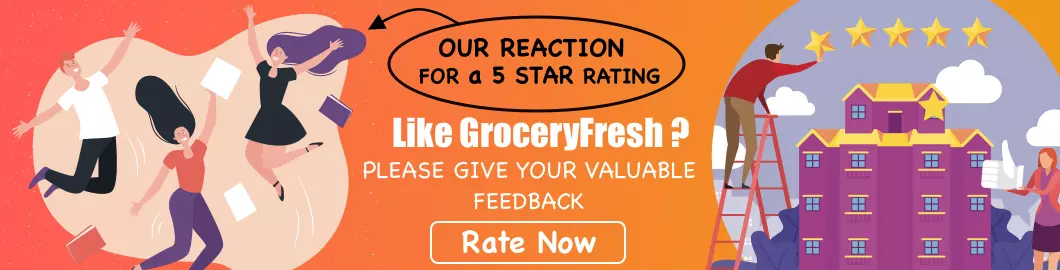 OUR REACTION
FOR a 5 STAR RATING
Like GroceryFresh ?
PLEASE GIVE YOUR VALUABLE
FEEDBACK
Rate Now